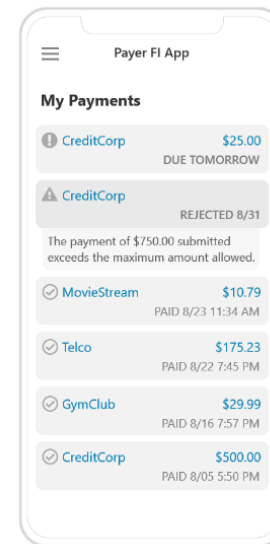 Payer FI App
My Payments
CreditCorp $25.00
DUE TOMORROW
CreditCorp
REJECTED 8/31
The payment of $750.00 submitted
exceeds the maximum amount allowed.
MovieStream $10.79
PAID 8/23 11:34 AM
Telco $175.23
PAID 8/22 7:45 PM
GymClub $29.99
PAID 8/16 7:57 PM
CreditCorp $500.00
PAID 8/05 5:50 PM